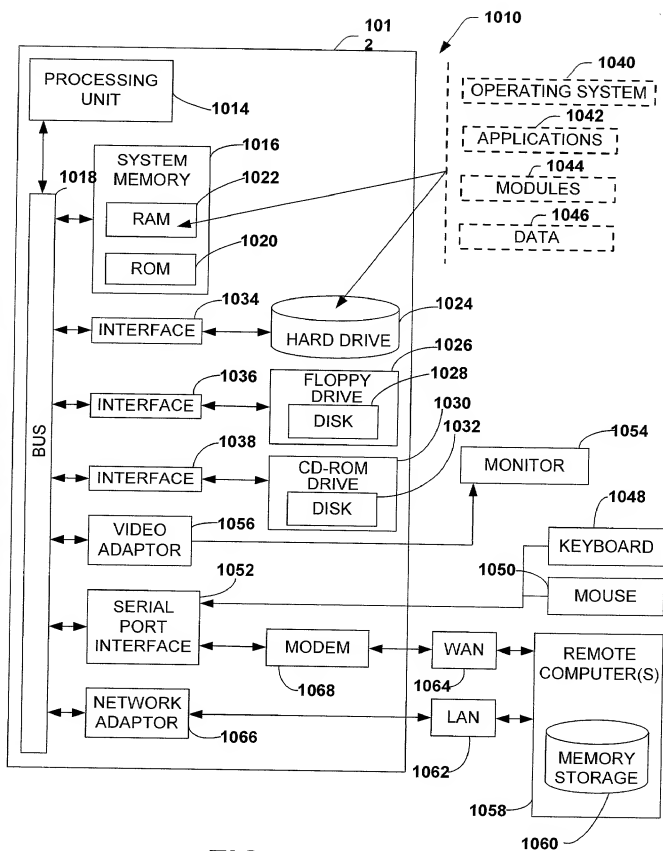 101
2
1010
PROCESSING
UNIT
1014
1040
OPERATING SYSTEM
1042
APPLICATIONS
1044
MODULES
1046
DATA
1016
SYSTEM
MEMORY
1018
1022
RAM
1020
ROM
1034
INTERFACE
1024
HARD DRIVE
1026
1036
INTERFACE
FLOPPY
DRIVE
1028
DISK
1030
1038
INTERFACE
CD-ROM
DRIVE
1032
DISK
BUS
1054
MONITOR
VIDEO
ADAPTOR
1056
1048
KEYBOARD
1050
MOUSE
1052
SERIAL
PORT
INTERFACE
MODEM
1068
WAN
1064
REMOTE
COMPUTER(S)
NETWORK
ADAPTOR
1066
LAN
1062
MEMORY
STORAGE
1058
1060